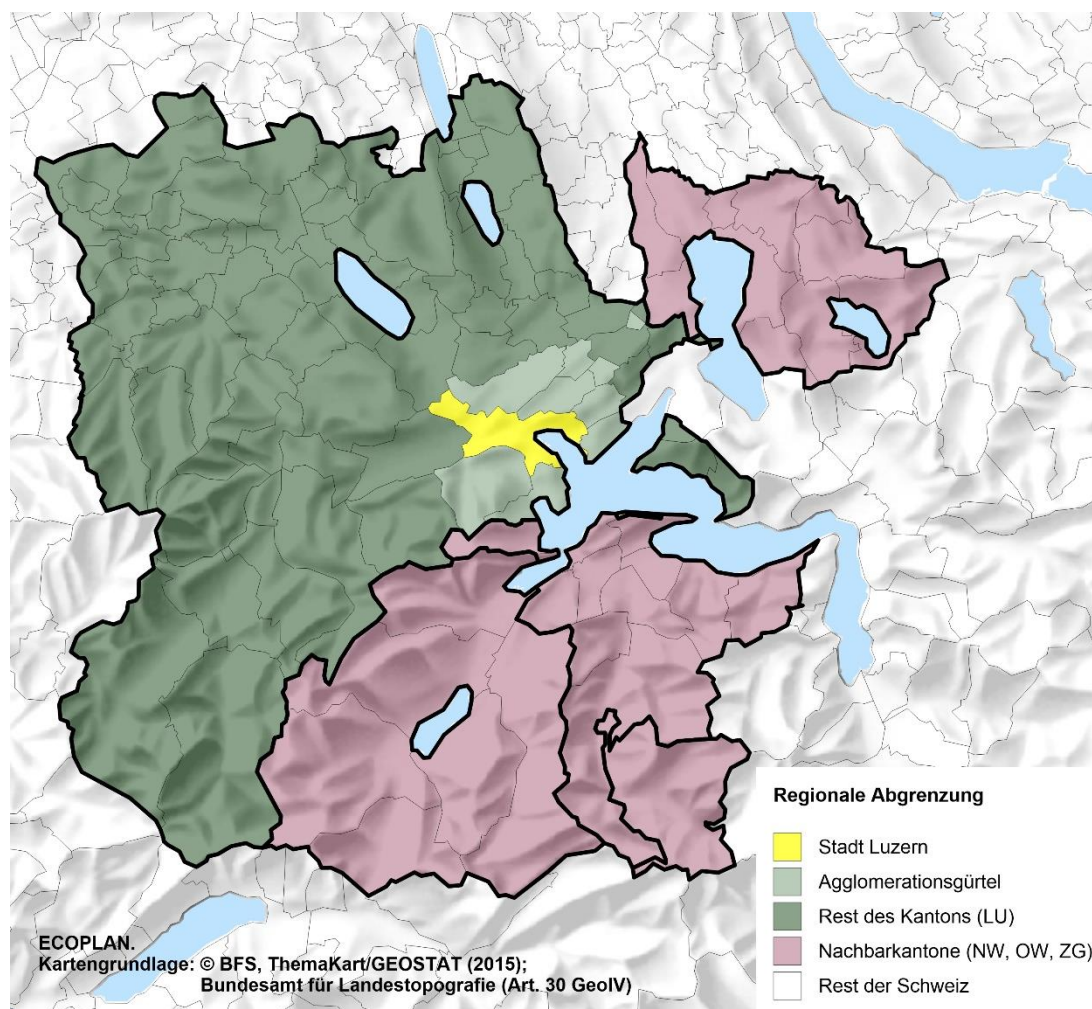 Regionale Abgrenzung
Stadt Luzern
Agglomerationsgürtel
Rest des Kantons (LU)
Nachbarkantone (NW, OW, ZG)
Rest der Schweiz
ECOPLAN.
Kartengrundlage: © BFS, ThemaKart/GEOSTAT (2015);
Bundesamt für Landestopografie (Art. 30 GeoIV)